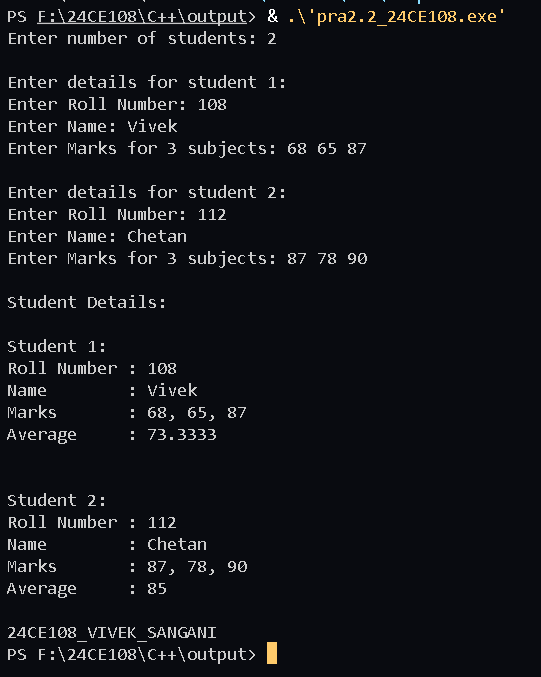 PS F:\24CE108\C++\output> & .\'pra2.2_24CE108.exe'
Enter number of students: 2
Enter details for student 1:
Enter Roll Number: 108
Enter Name: Vivek
Enter Marks for 3 subjects: 68 65 87
Enter details for student 2:
Enter Roll Number: 112
Enter Name: Chetan
Enter Marks for 3 subjects: 87 78 90
Student Details:
Student 1:
Roll Number : 108
Name        : Vivek
Marks       : 68, 65, 87
Average     : 73.3333
Student 2:
Roll Number : 112
Name        : Chetan
Marks       : 87, 78, 90
Average     : 85
24CE108_VIVEK_SANGANI
PS F:\24CE108\C++\output>